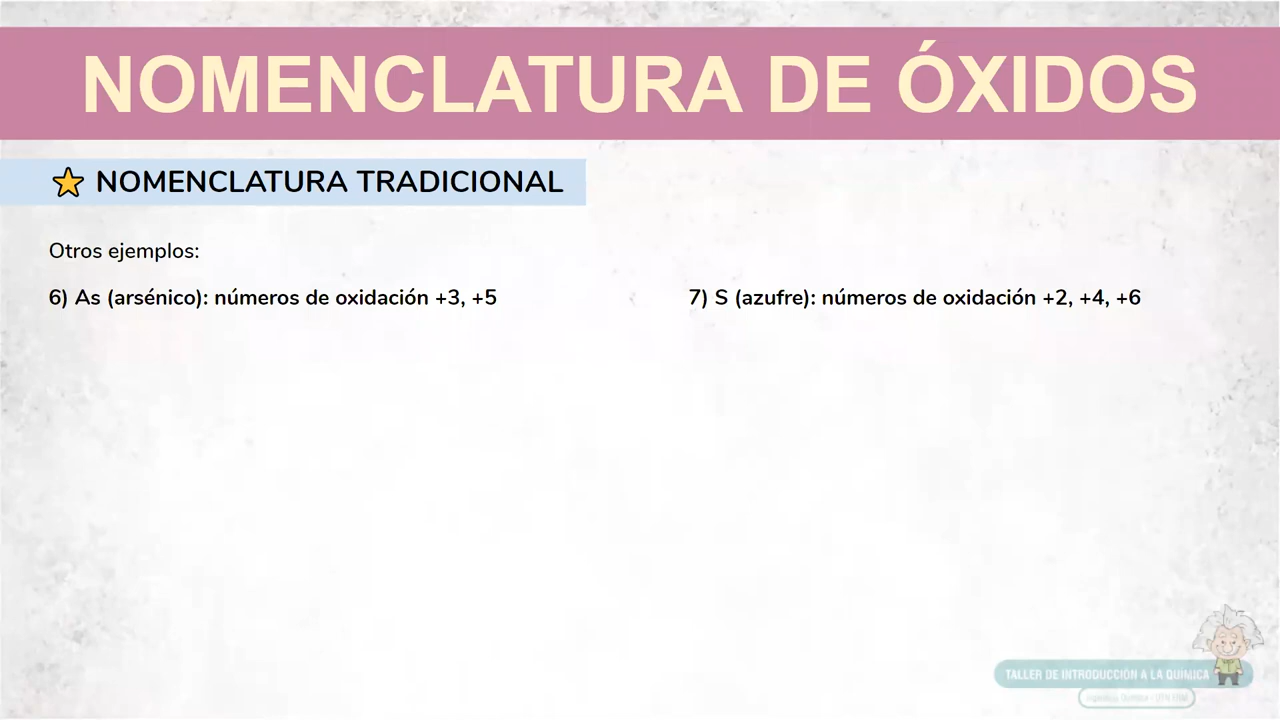 NOMENCLATURA DE ÓXIDOS
NOMENCLATURA TRADICIONAL
Otros ejemplos:
6) As (arsénico): números de oxidación +3, +5
7) S (azufre): números de oxidación +2, +4, +6
TALLER DE INTRODUCCIÓN A LA QUÍMICA